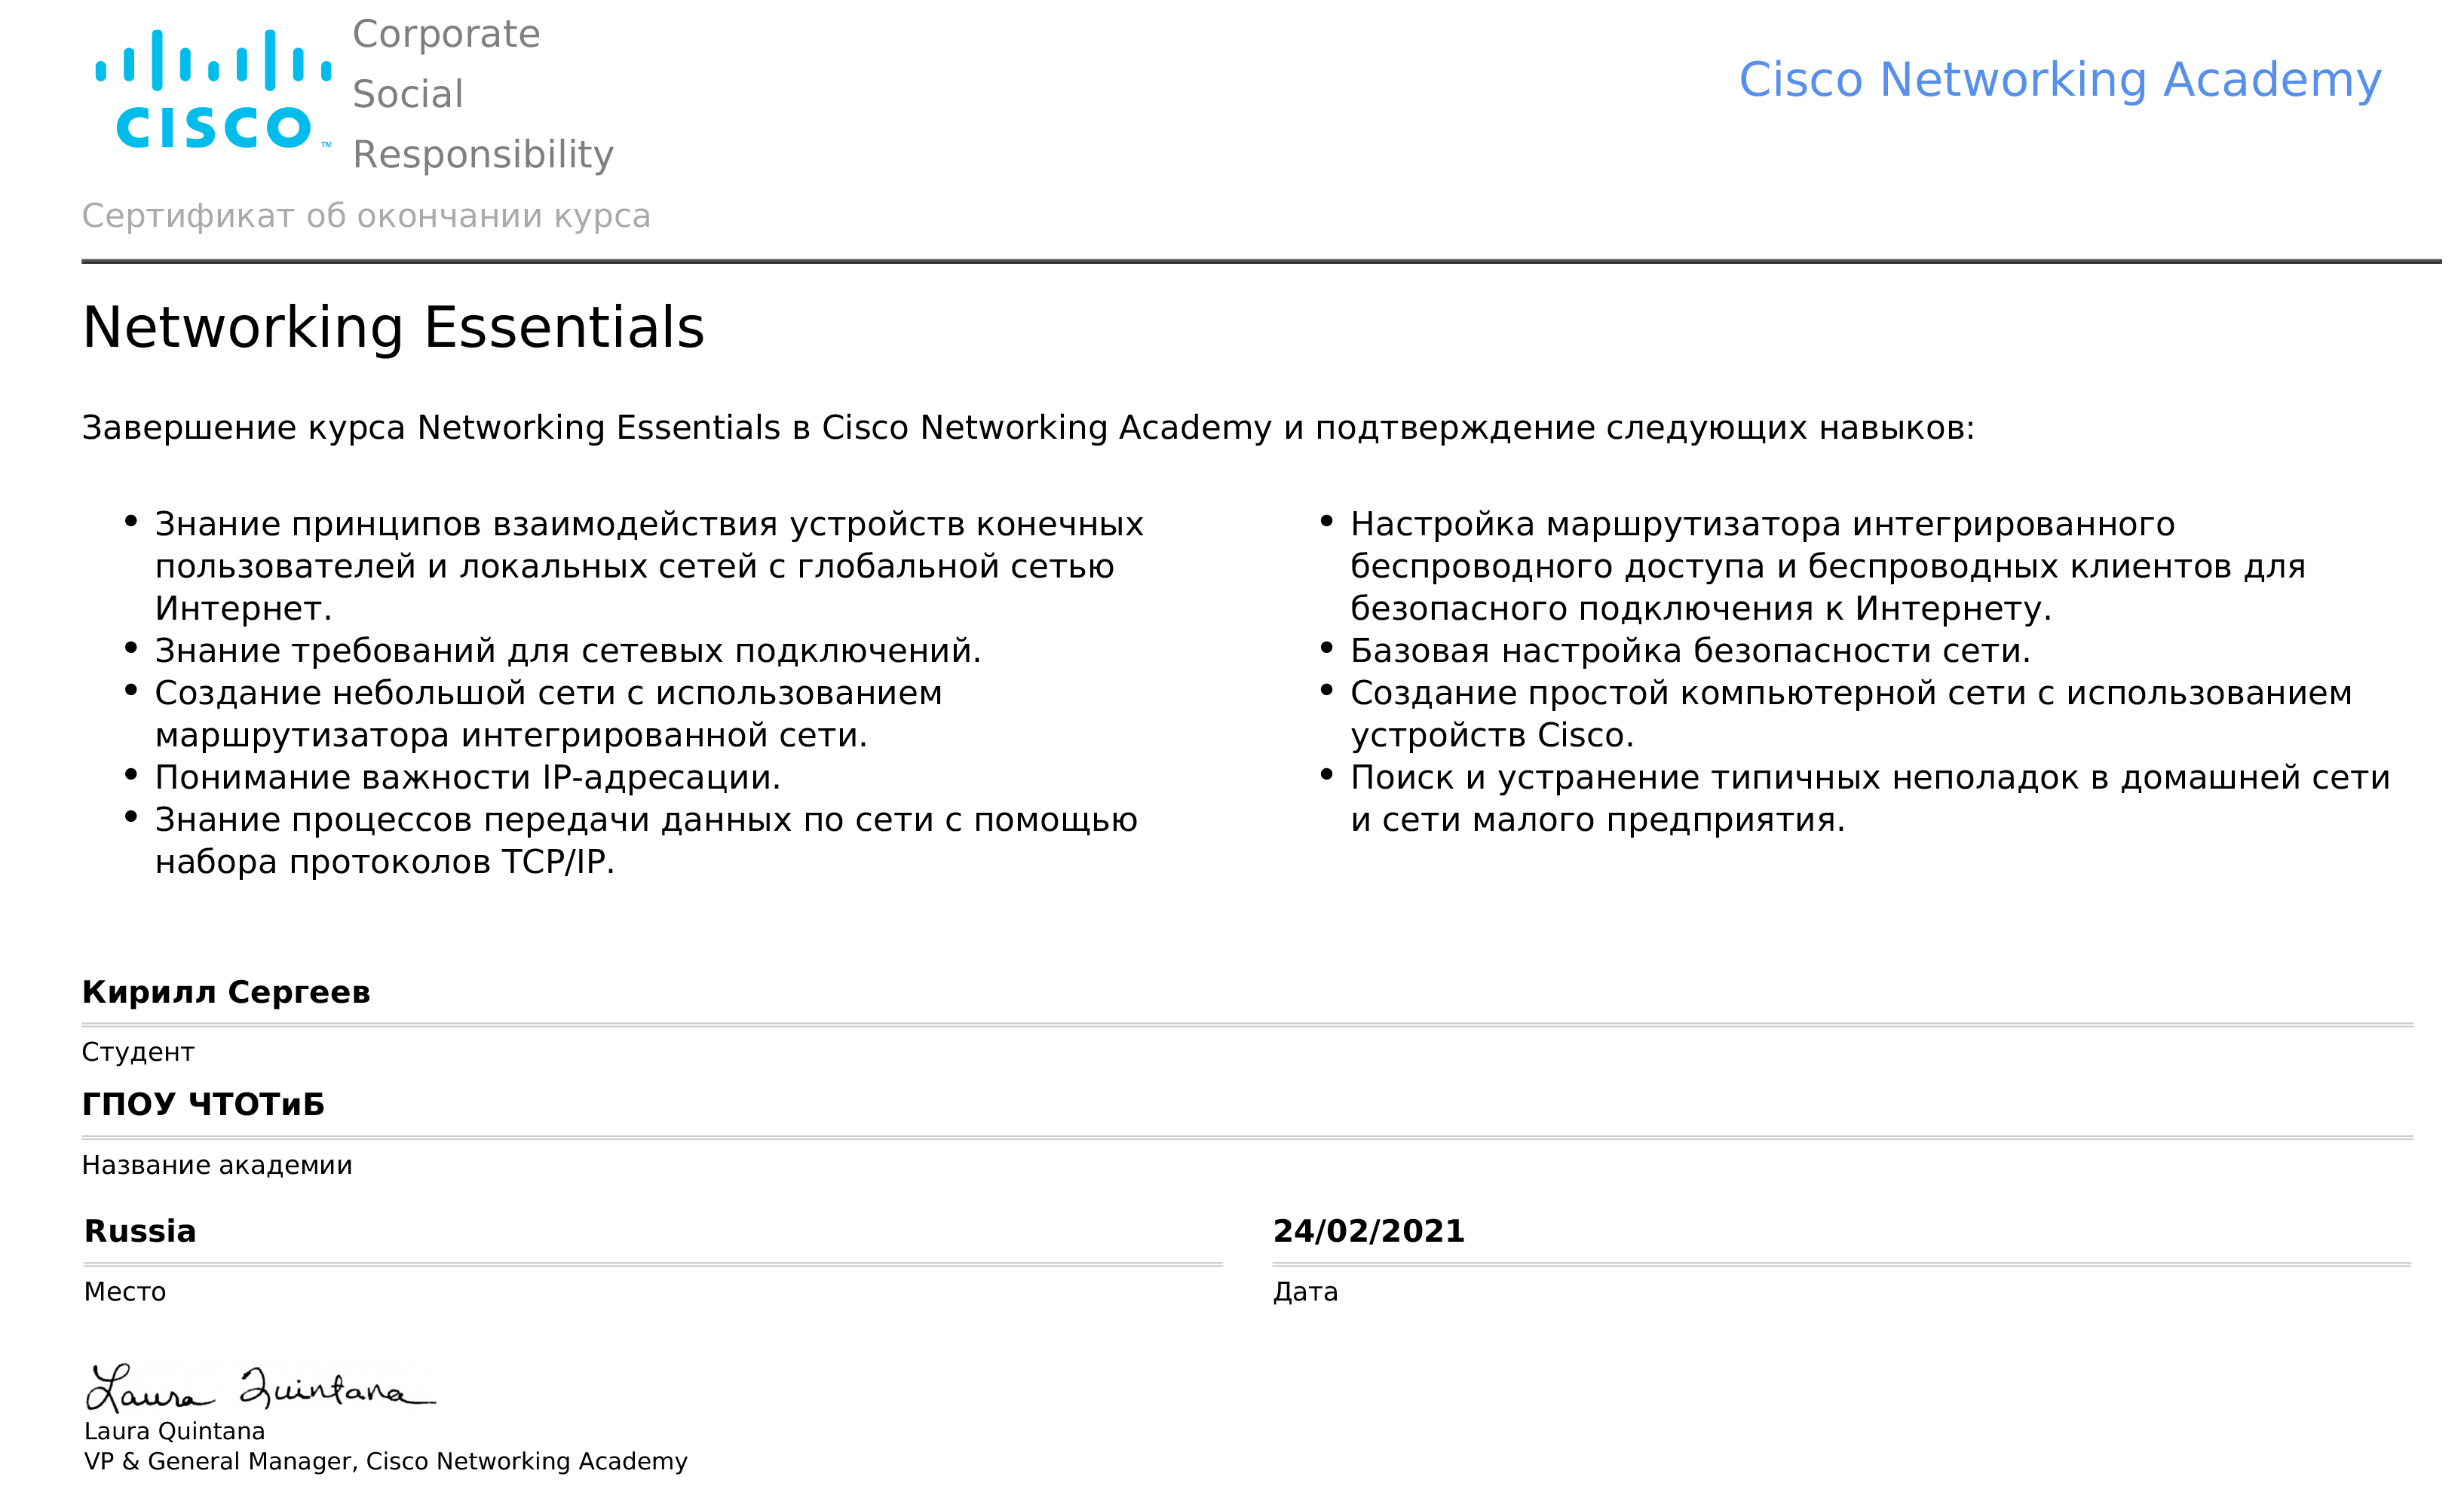 CISCO™
Corporate
Social
Responsibility
Cisco Networking Academy
Сертификат об окончании курса
Networking Essentials
Завершение курса Networking Essentials в Cisco Networking Academy и подтверждение следующих навыков:
• Знание принципов взаимодействия устройств конечных
пользователей и локальных сетей с глобальной сетью
Интернет.
• Знание требований для сетевых подключений.
• Создание небольшой сети с использованием
маршрутизатора интегрированной сети.
• Понимание важности IP-адресации.
• Знание процессов передачи данных по сети с помощью
набора протоколов TCP/IP.
• Настройка маршрутизатора интегрированного
беспроводного доступа и беспроводных клиентов для
безопасного подключения к Интернету.
• Базовая настройка безопасности сети.
• Создание простой компьютерной сети с использованием
устройств Cisco.
• Поиск и устранение типичных неполадок в домашней сети
и сети малого предприятия.
Кирилл Сергеев
Студент
ГПОУ ЧТОТиБ
Название академии
Russia
Место
24/02/2021
Дата
Laura Quintana
Laura Quintana
VP & General Manager, Cisco Networking Academy